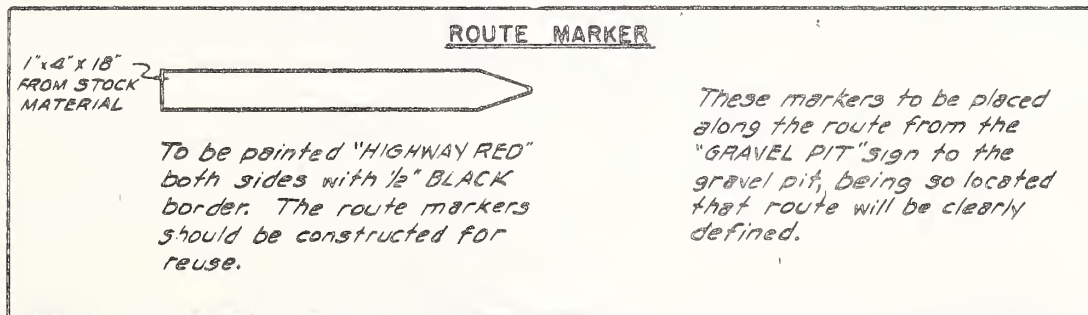 ROUTE MARKER
1"x4"x18"
FROM STOCK
MATERIAL
To be painted "HIGHWAY RED"
both sides with 1/2" BLACK
border. The route markers
should be constructed for
reuse.
These markers to be placed
along the route from the
"GRAVEL PIT" sign to the
gravel pit, being so located
that route will be clearly
defined.